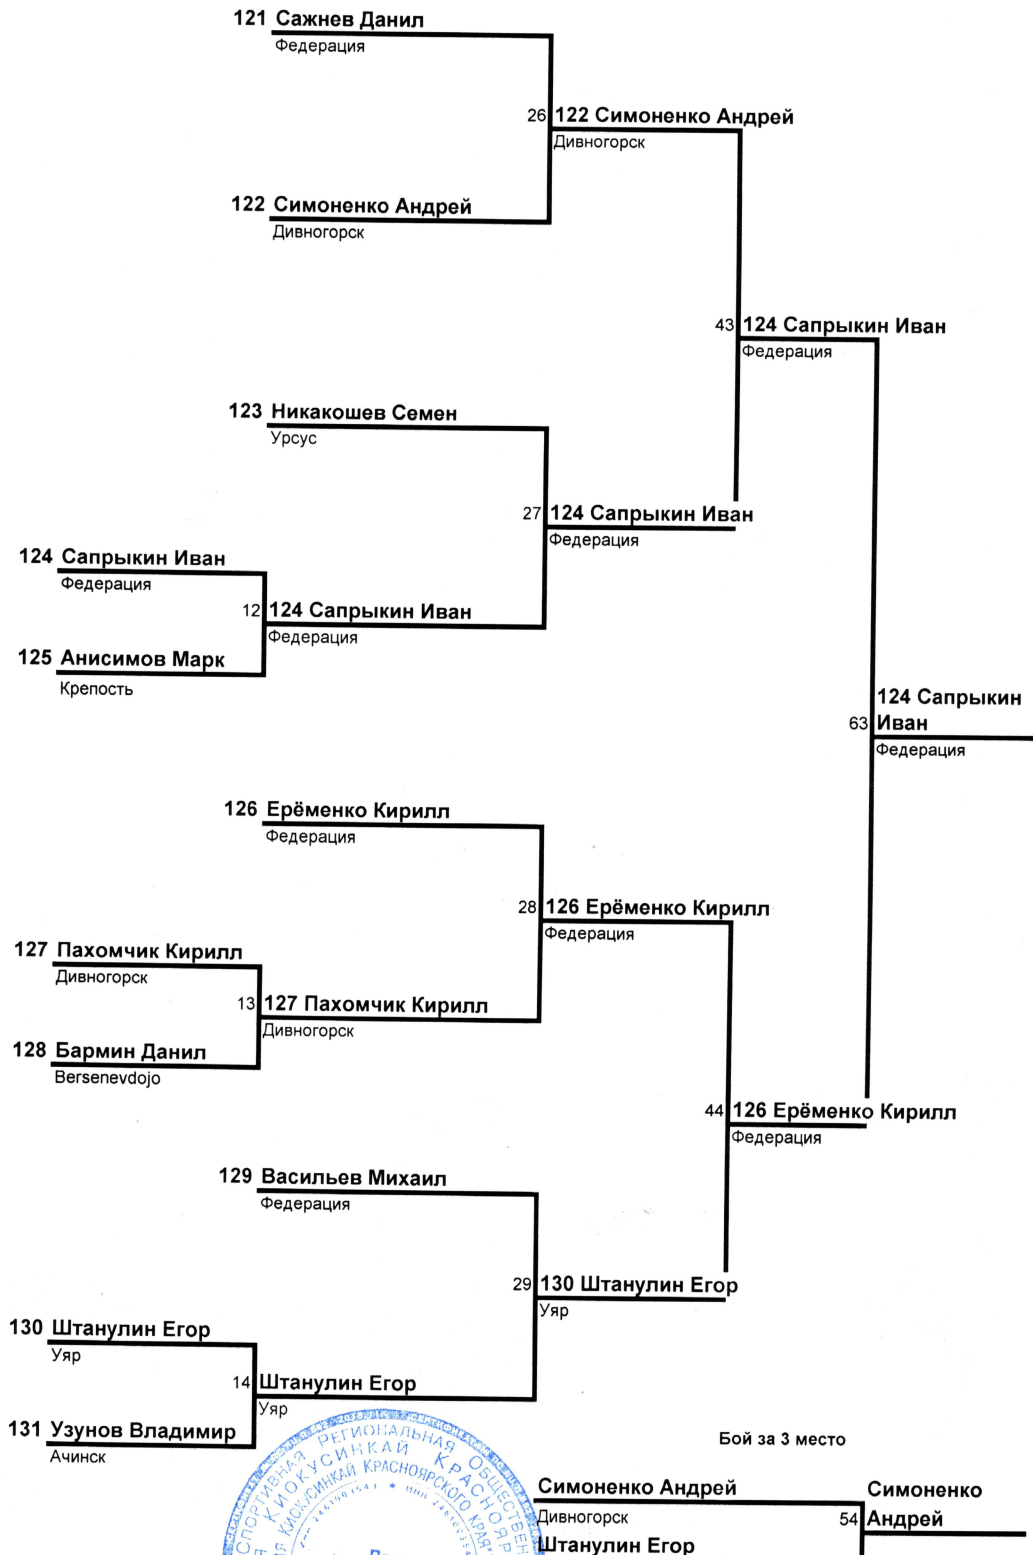 121 Сажнев Данил
Федерация
26 122 Симоненко Андрей
Дивногорск
122 Симоненко Андрей
Дивногорск
43 124 Сапрыкин Иван
Федерация
123 Никакошев Семен
Урсус
27 124 Сапрыкин Иван
Федерация
124 Сапрыкин Иван
Федерация
12 124 Сапрыкин Иван
Федерация
125 Анисимов Марк
Крепость
124 Сапрыкин
63 Иван
Федерация
126 Ерёменко Кирилл
Федерация
28 126 Ерёменко Кирилл
Федерация
127 Пахомчик Кирилл
Дивногорск
13 127 Пахомчик Кирилл
Дивногорск
128 Бармин Данил
Bersenevdojo
44 126 Ерёменко Кирилл
Федерация
129 Васильев Михаил
Федерация
29 130 Штанулин Егор
Уяр
130 Штанулин Егор
Уяр
14 Штанулин Егор
Уяр
131 Узунов Владимир
Ачинск
РЕГИОНАЛЬНАЯ
КИОКУСИНКАЙ
КИОКУСИНКАЙ КРАСНОЯРСКОГО КРАЯ
Бой за 3 место
Симоненко Андрей
Дивногорск
Штанулин Егор
Симоненко
54 Андрей